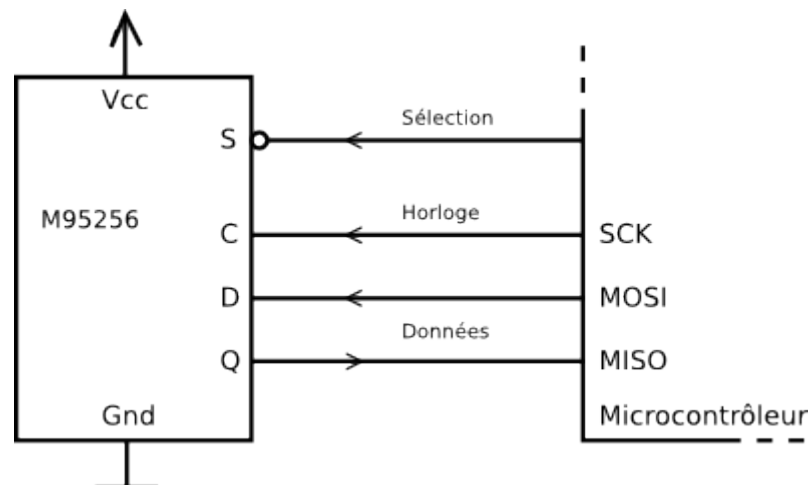 Vcc
S
Sélection
M95256
Horloge
C
SCK
D
MOSI
Données
Q
MISO
Gnd
Microcontrôleur